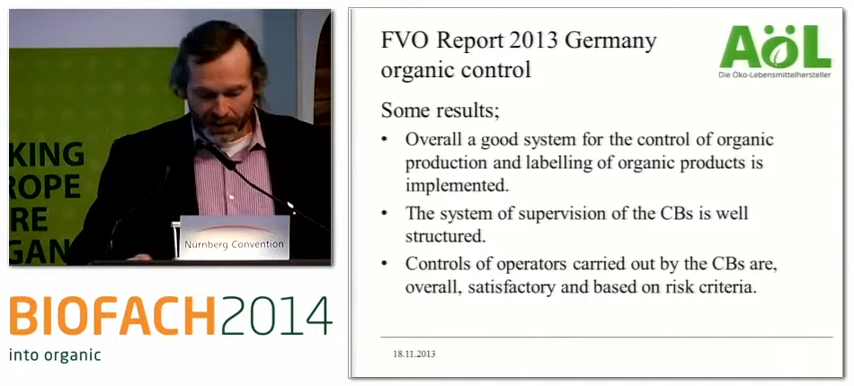 KING
ROPE
RE
GAN
Nürnberg Convention
BIOFACH2014
into organic
FVO Report 2013 Germany
organic control
AöL
Die Öko-Lebensmittelhersteller
Some results;
• Overall a good system for the control of organic
production and labelling of organic products is
implemented.
• The system of supervision of the CBs is well
structured.
• Controls of operators carried out by the CBs are,
overall, satisfactory and based on risk criteria.
18.11.2013